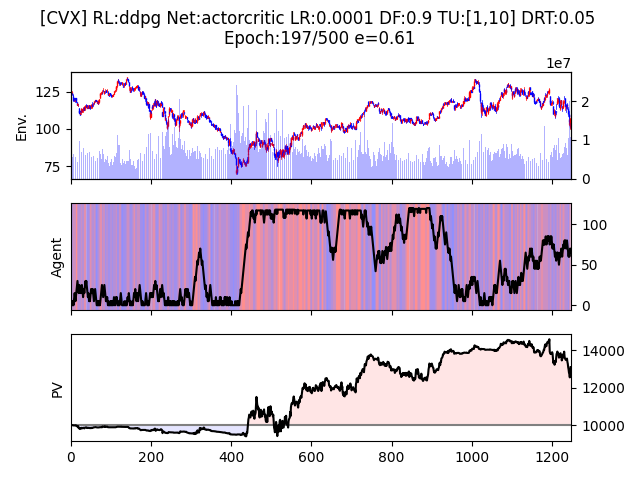 [CVX] RL:ddpg Net:actorcritic LR:0.0001 DF:0.9 TU:[1,10] DRT:0.05
Epoch:197/500 e=0.61
1e7
Env.
125
100
75
2
1
0
Agent
100
50
0
PV
14000
12000
10000
0 200 400 600 800 1000 1200